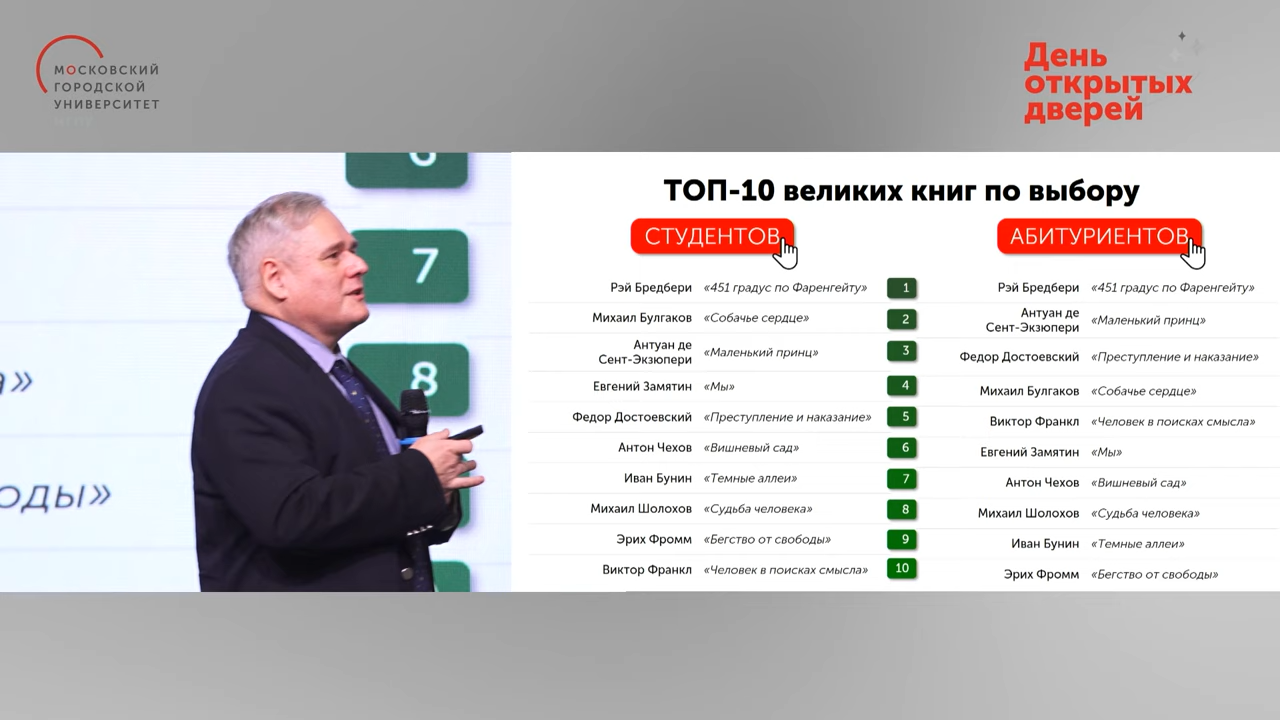 МОСКОВСКИЙ
ГОРОДСКОЙ
УНИВЕРСИТЕТ
День
открытых
дверей
6
7
8
а»
оды»
ТОП-10 великих книг по выбору
СТУДЕНТОВ
АБИТУРИЕНТОВ
Рэй Бредбери «451 градус по Фаренгейту» 1 Рэй Бредбери «451 градус по Фаренгейту»
Михаил Булгаков «Собачье сердце» 2 Антуан де Сент-Экзюпери «Маленький принц»
Антуан де Сент-Экзюпери «Маленький принц» 3 Федор Достоевский «Преступление и наказание»
Евгений Замятин «Мы» 4 Михаил Булгаков «Собачье сердце»
Федор Достоевский «Преступление и наказание» 5 Виктор Франкл «Человек в поисках смысла»
Антон Чехов «Вишневый сад» 6 Евгений Замятин «Мы»
Иван Бунин «Темные аллеи» 7 Антон Чехов «Вишневый сад»
Михаил Шолохов «Судьба человека» 8 Михаил Шолохов «Судьба человека»
Эрих Фромм «Бегство от свободы» 9 Иван Бунин «Темные аллеи»
Виктор Франкл «Человек в поисках смысла» 10 Эрих Фромм «Бегство от свободы»